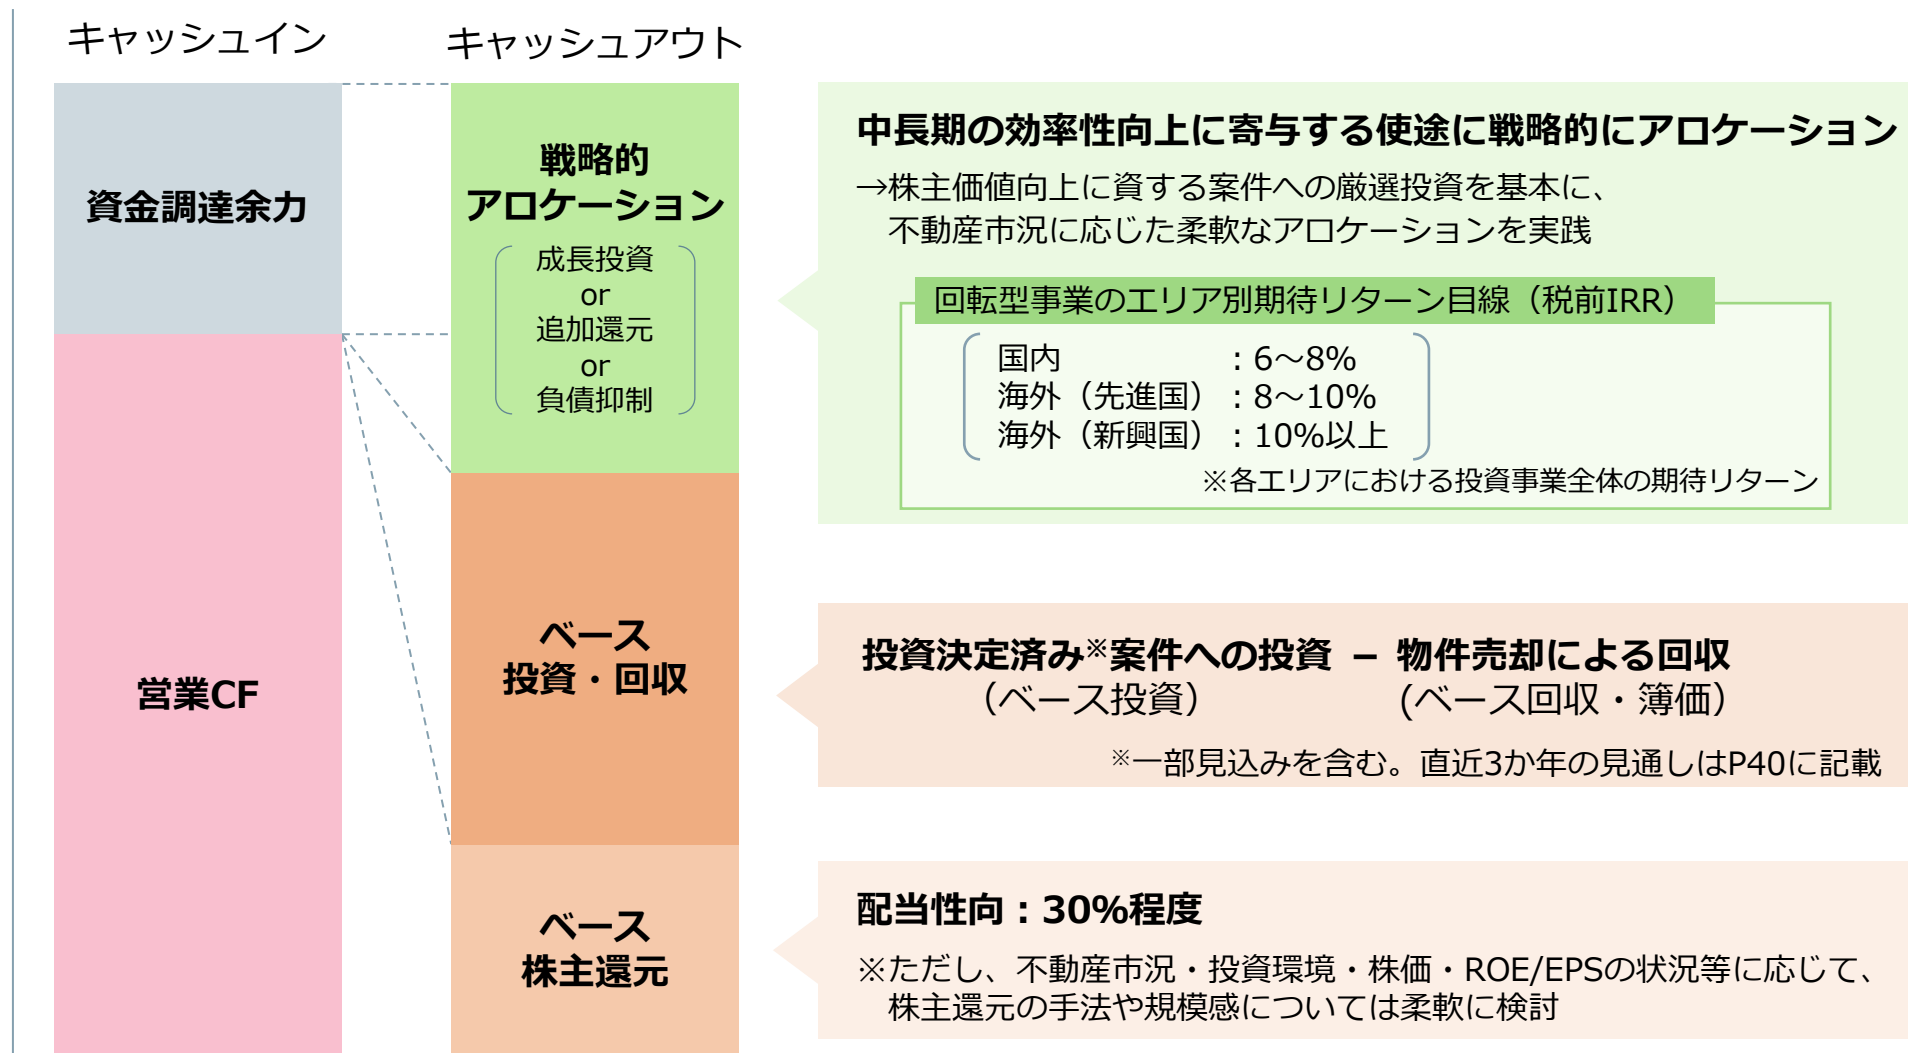 キャッシュイン
キャッシュアウト
資金調達余力
営業CF
戦略的
アロケーション
成長投資
or
追加還元
or
負債抑制
ベース
投資・回収
ベース
株主還元
中長期の効率性向上に寄与する使途に戦略的にアロケーション
→株主価値向上に資する案件への厳選投資を基本に、
不動産市況に応じた柔軟なアロケーションを実践
回転型事業のエリア別期待リターン目線（税前IRR）
国内　　　　　：6～8%
海外（先進国）：8～10%
海外（新興国）：10%以上
※各エリアにおける投資事業全体の期待リターン
投資決定済み※案件への投資 － 物件売却による回収
（ベース投資）　　　　　(ベース回収・簿価）
※一部見込みを含む。直近3か年の見通しはP40に記載
配当性向：30%程度
※ただし、不動産市況・投資環境・株価・ROE/EPSの状況等に応じて、
株主還元の手法や規模感については柔軟に検討